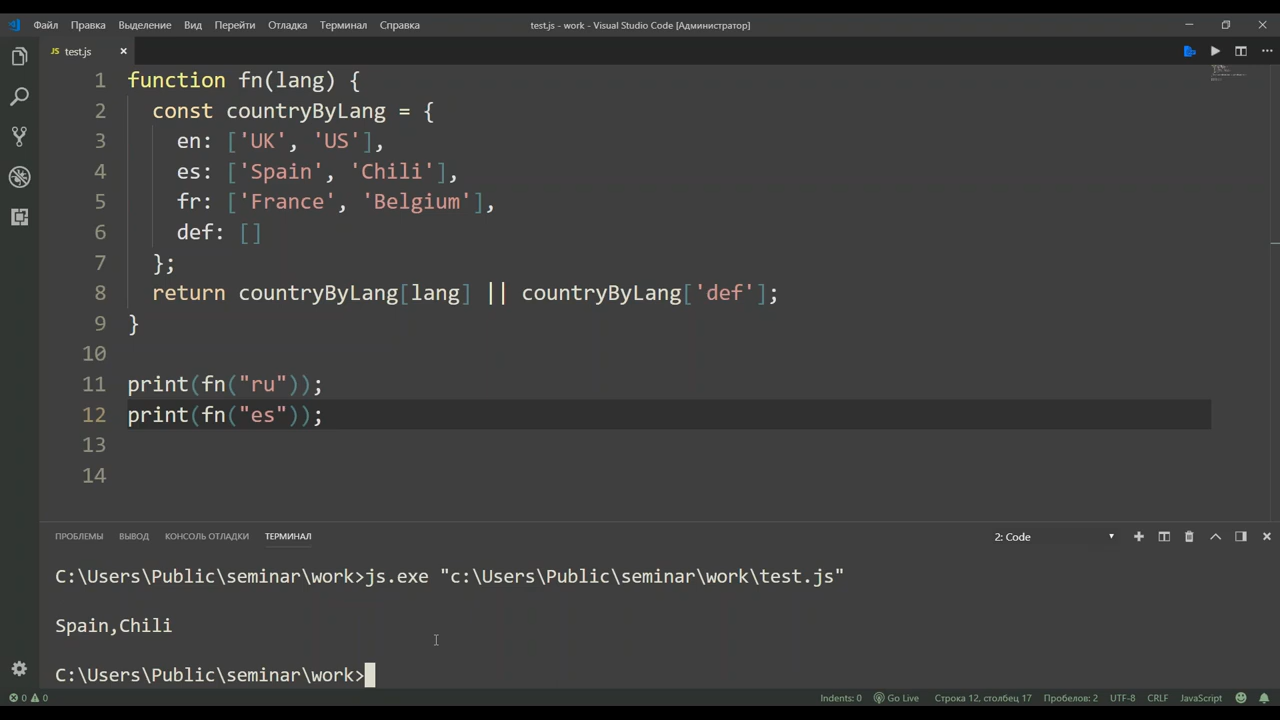 Файл Правка Выделение Вид Перейти Отладка Терминал Справка test.js - work - Visual Studio Code [Администратор]
JS test.js ×
1 function fn(lang) {
2 const countryByLang = {
3 en: ['UK', 'US'],
4 es: ['Spain', 'Chili'],
5 fr: ['France', 'Belgium'],
6 def: []
7 };
8 return countryByLang[lang] || countryByLang['def'];
9 }
10
11 print(fn("ru"));
12 print(fn("es"));
13
14
ПРОБЛЕМЫ ВЫВОД КОНСОЛЬ ОТЛАДКИ ТЕРМИНАЛ 2: Code
C:\Users\Public\seminar\work>js.exe "c:\Users\Public\seminar\work\test.js"
Spain,Chili
C:\Users\Public\seminar\work>
0 0 Indents: 0 Go Live Строка 12, столбец 17 Пробелов: 2 UTF-8 CRLF JavaScript